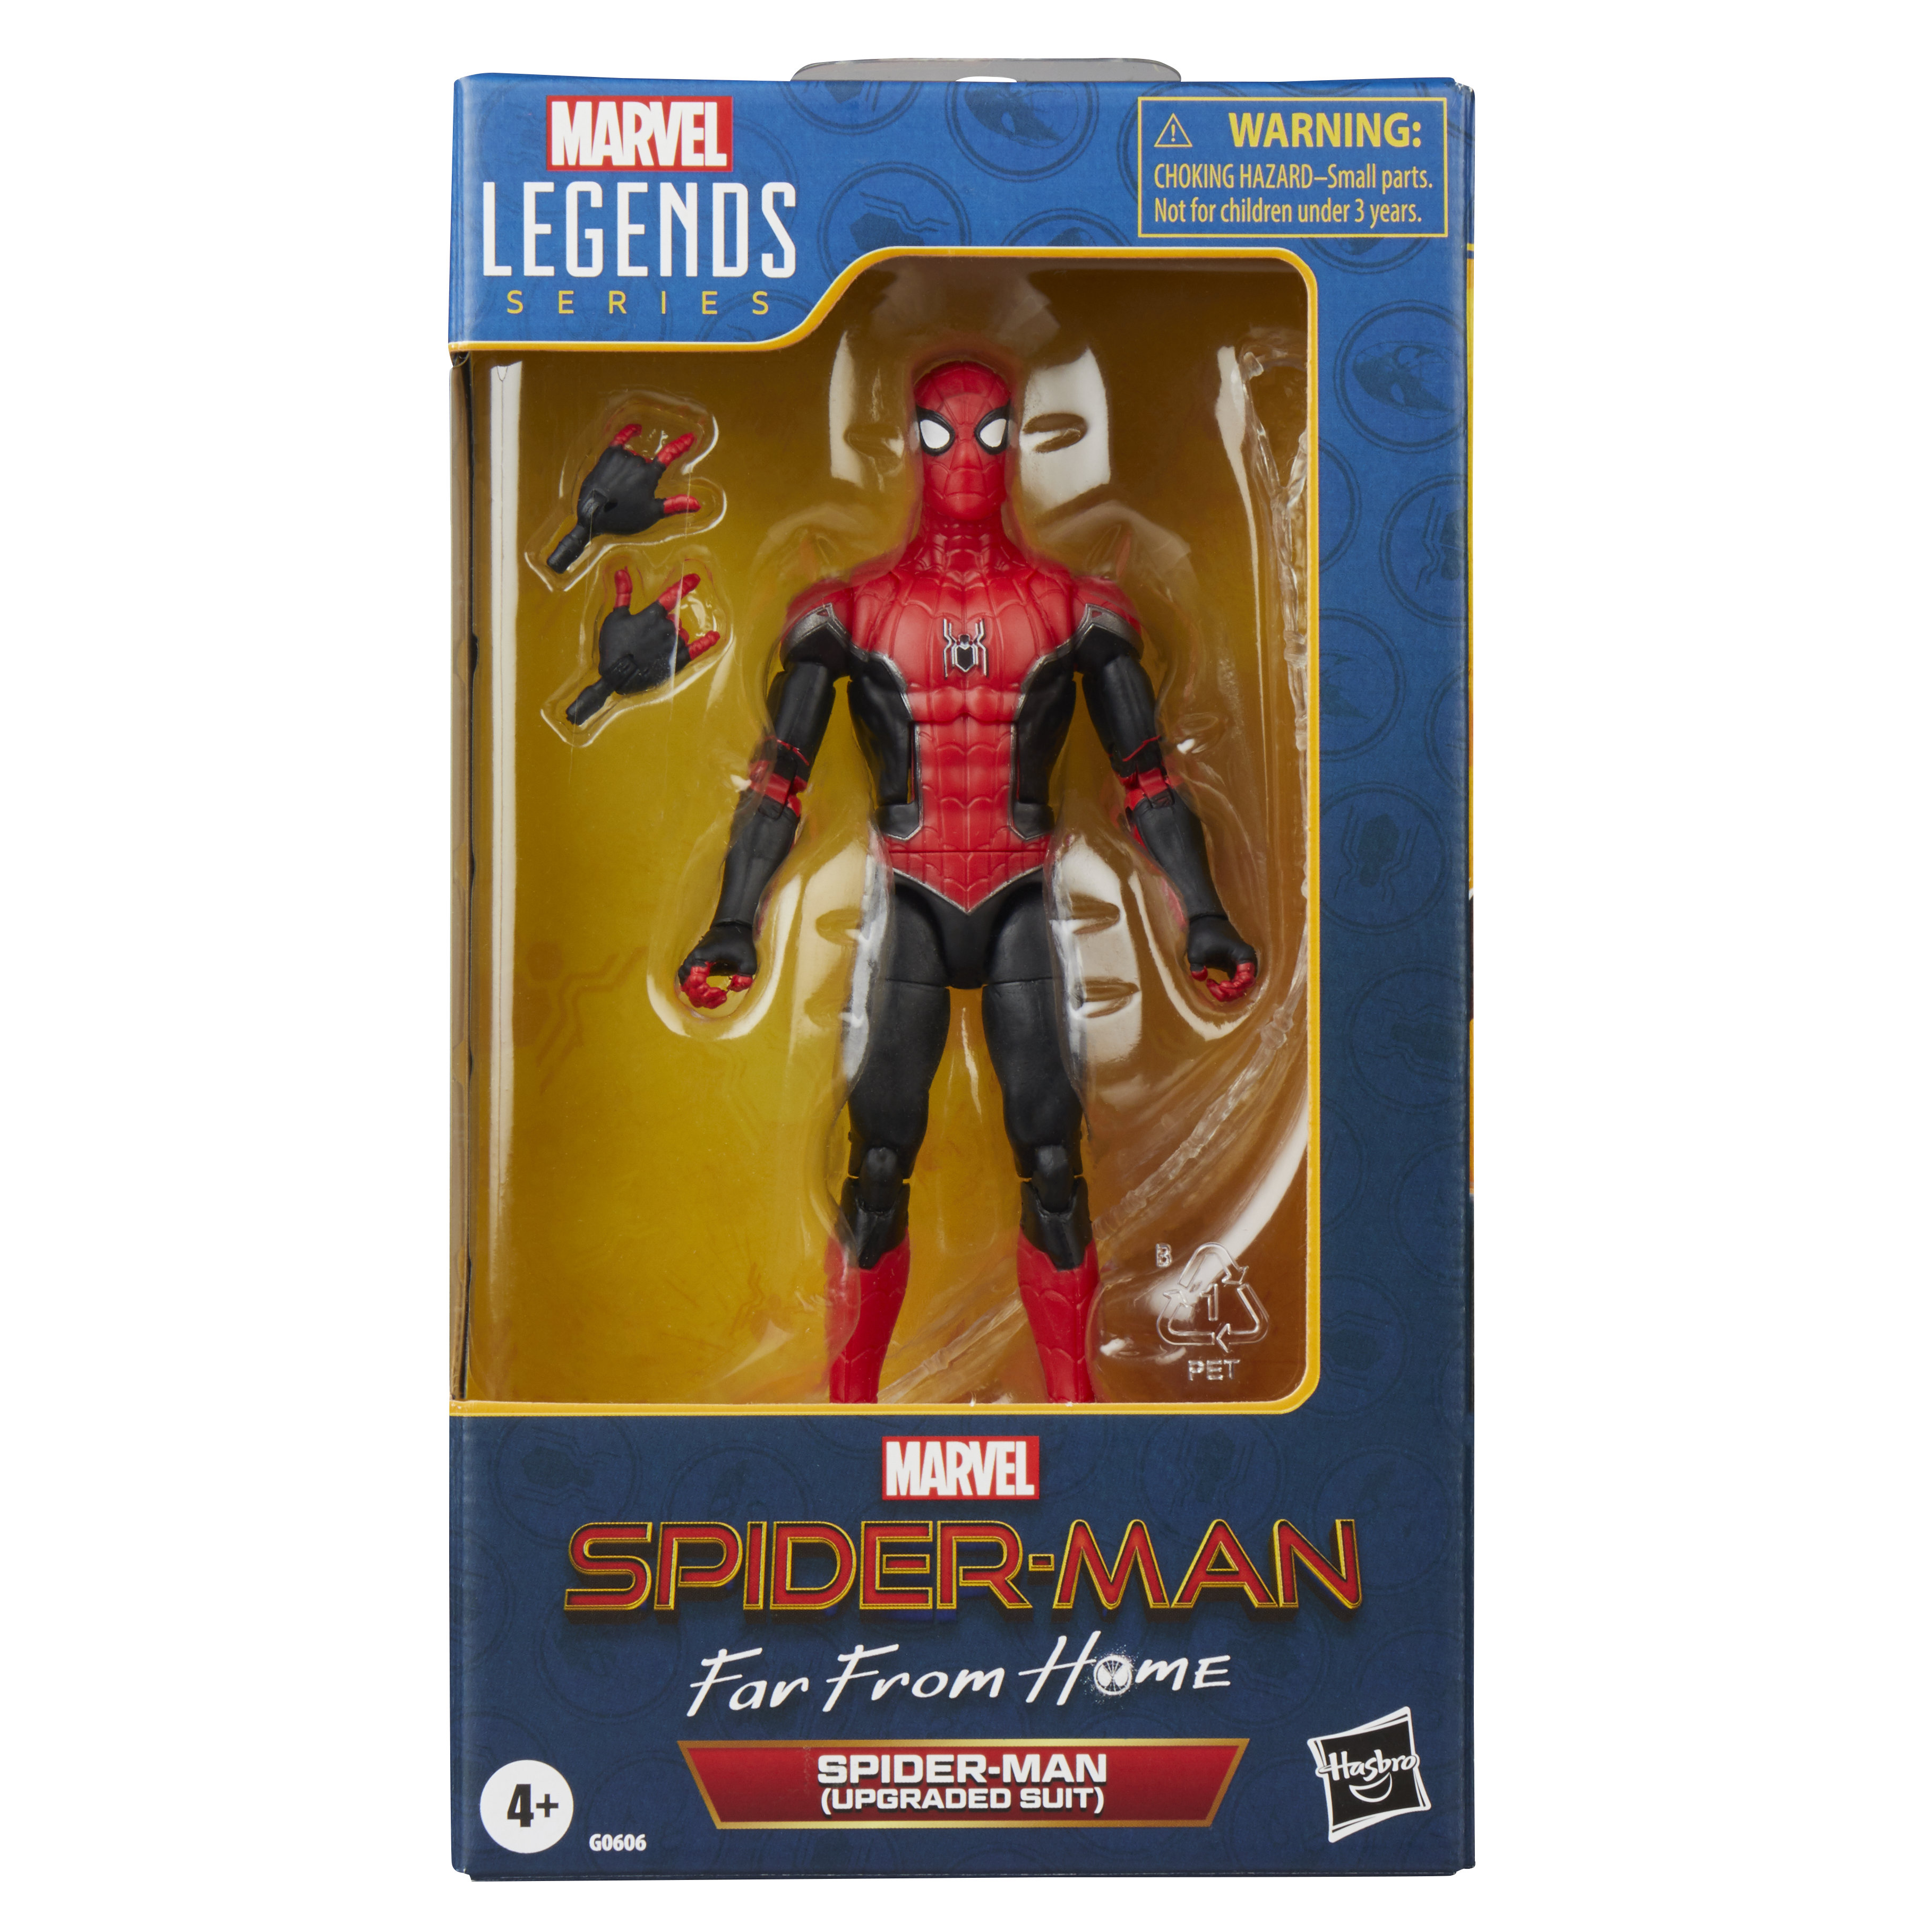 MARVEL
LEGENDS
SERIES
WARNING:
CHOKING HAZARD–Small parts.
Not for children under 3 years.
B
1
PET
MARVEL
SPIDER-MAN
Far From Home
SPIDER-MAN
(UPGRADED SUIT)
Hasbro
4+
G0606